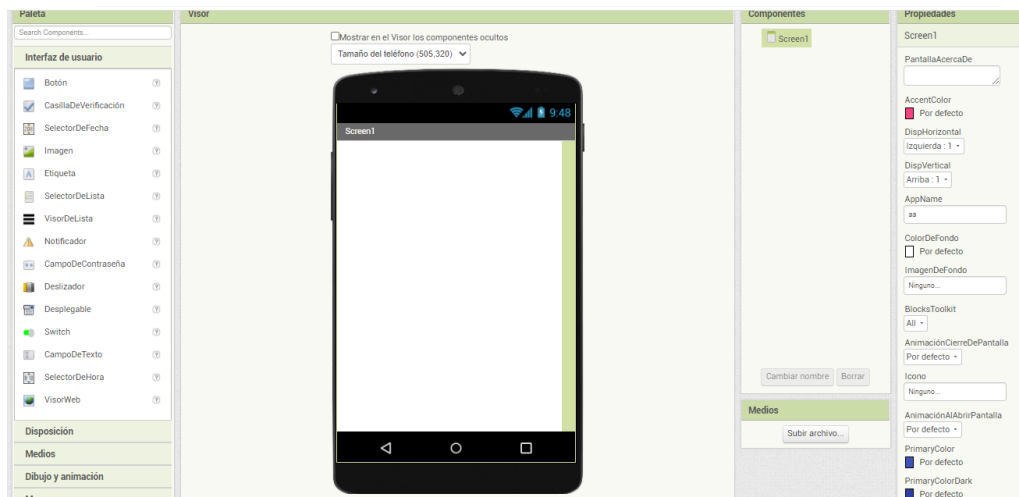 Paleta
Search Components...
Interfaz de usuario
Botón
CasillaDeVerificación
SelectorDeFecha
Imagen
Etiqueta
SelectorDeLista
VisorDeLista
Notificador
CampoDeContraseña
Deslizador
Desplegable
Switch
CampoDeTexto
SelectorDeHora
VisorWeb
Disposición
Medios
Dibujo y animación
Visor
Mostrar en el Visor los componentes ocultos
Tamaño del teléfono (505,320)
9:48
Screen1
Componentes
Screen1
Cambiar nombre Borrar
Medios
Subir archivo...
Propiedades
Screen1
PantallaAcercaDe
AccentColor
Por defecto
DispHorizontal
Izquierda : 1
DispVertical
Arriba : 1
AppName
aa
ColorDeFondo
Por defecto
ImagenDeFondo
Ninguno...
BlocksToolkit
All
AnimaciónCierreDePantalla
Por defecto
Icono
Ninguno...
AnimaciónAlAbrirPantalla
Por defecto
PrimaryColor
Por defecto
PrimaryColorDark
Por defecto